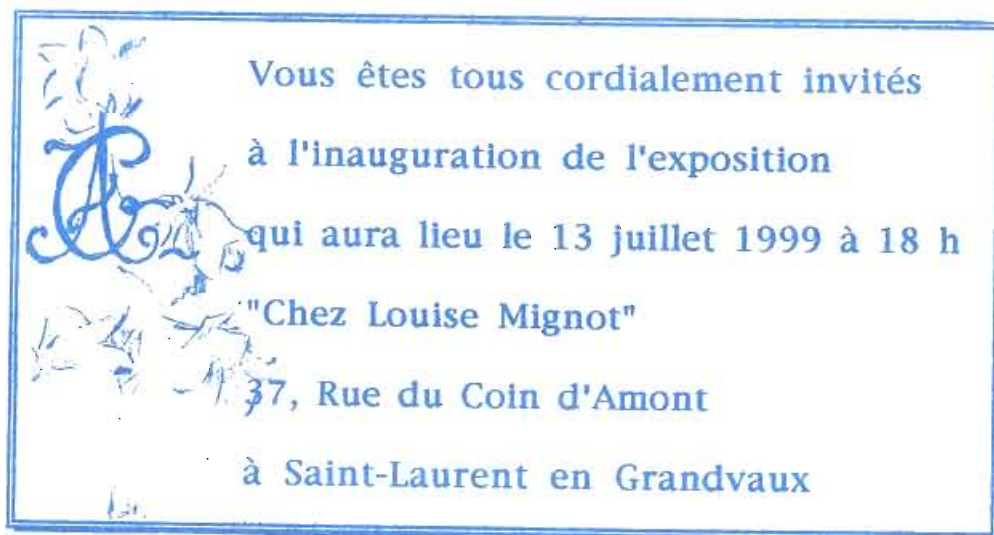 Vous êtes tous cordialement invités
à l'inauguration de l'exposition
qui aura lieu le 13 juillet 1999 à 18 h
"Chez Louise Mignot"
37, Rue du Coin d'Amont
à Saint-Laurent en Grandvaux